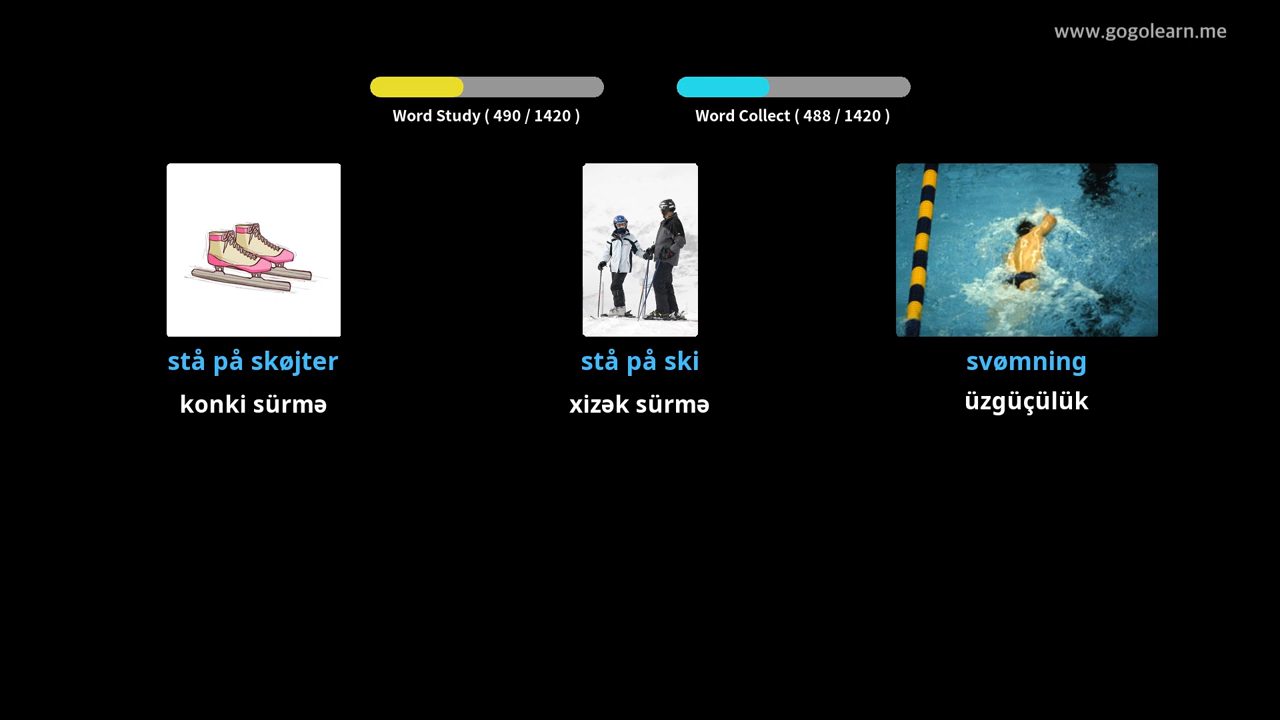 www.gogolearn.me
Word Study ( 490 / 1420 )
Word Collect ( 488 / 1420 )
stå på skøjter
stå på ski
svømning
konki sürmə
xizək sürmə
üzgüçülük